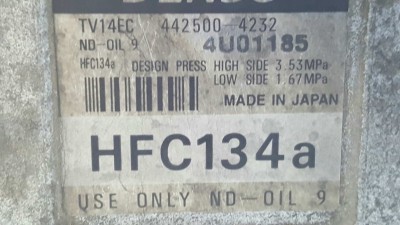 DENSO
TV14EC 442500-4232
ND-OIL 9 4U01185
HFC134a DESIGN PRESS HIGH SIDE 3.53MPa
LOW SIDE 1.67MPa
MADE IN JAPAN
HFC134a
USE ONLY ND-OIL 9